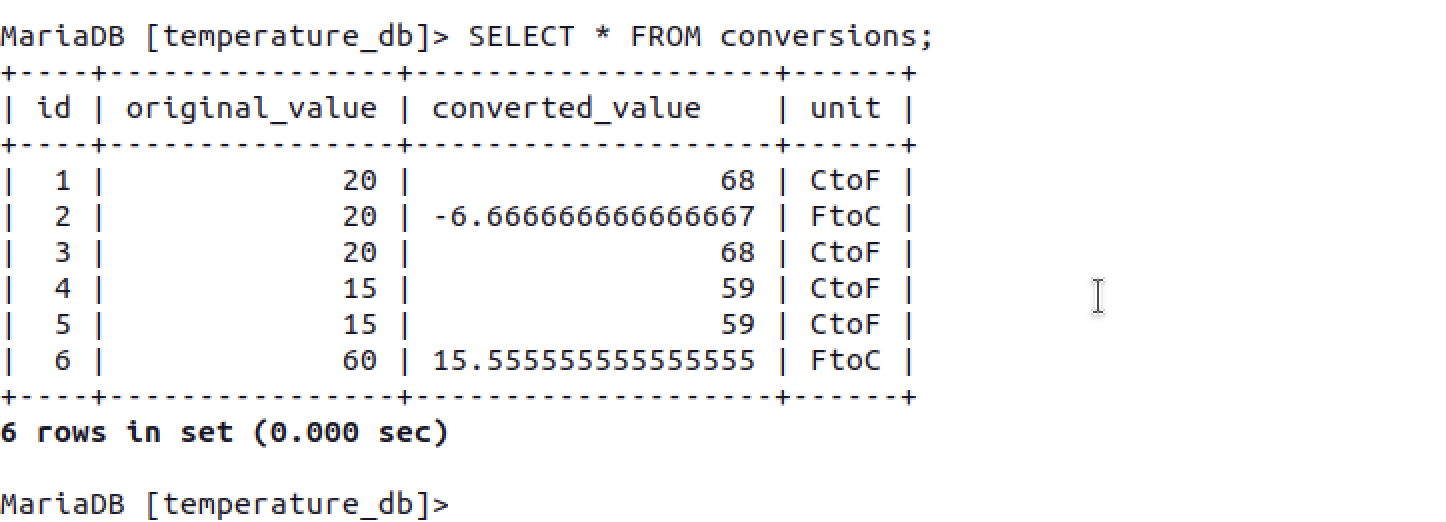 MariaDB [temperature_db]> SELECT * FROM conversions;
+----+----------------+--------------------+------+
| id | original_value | converted_value    | unit |
+----+----------------+--------------------+------+
|  1 |             20 |                 68 | CtoF |
|  2 |             20 | -6.666666666666667 | FtoC |
|  3 |             20 |                 68 | CtoF |
|  4 |             15 |                 59 | CtoF |
|  5 |             15 |                 59 | CtoF |
|  6 |             60 | 15.555555555555555 | FtoC |
+----+----------------+--------------------+------+
6 rows in set (0.000 sec)
MariaDB [temperature_db]>